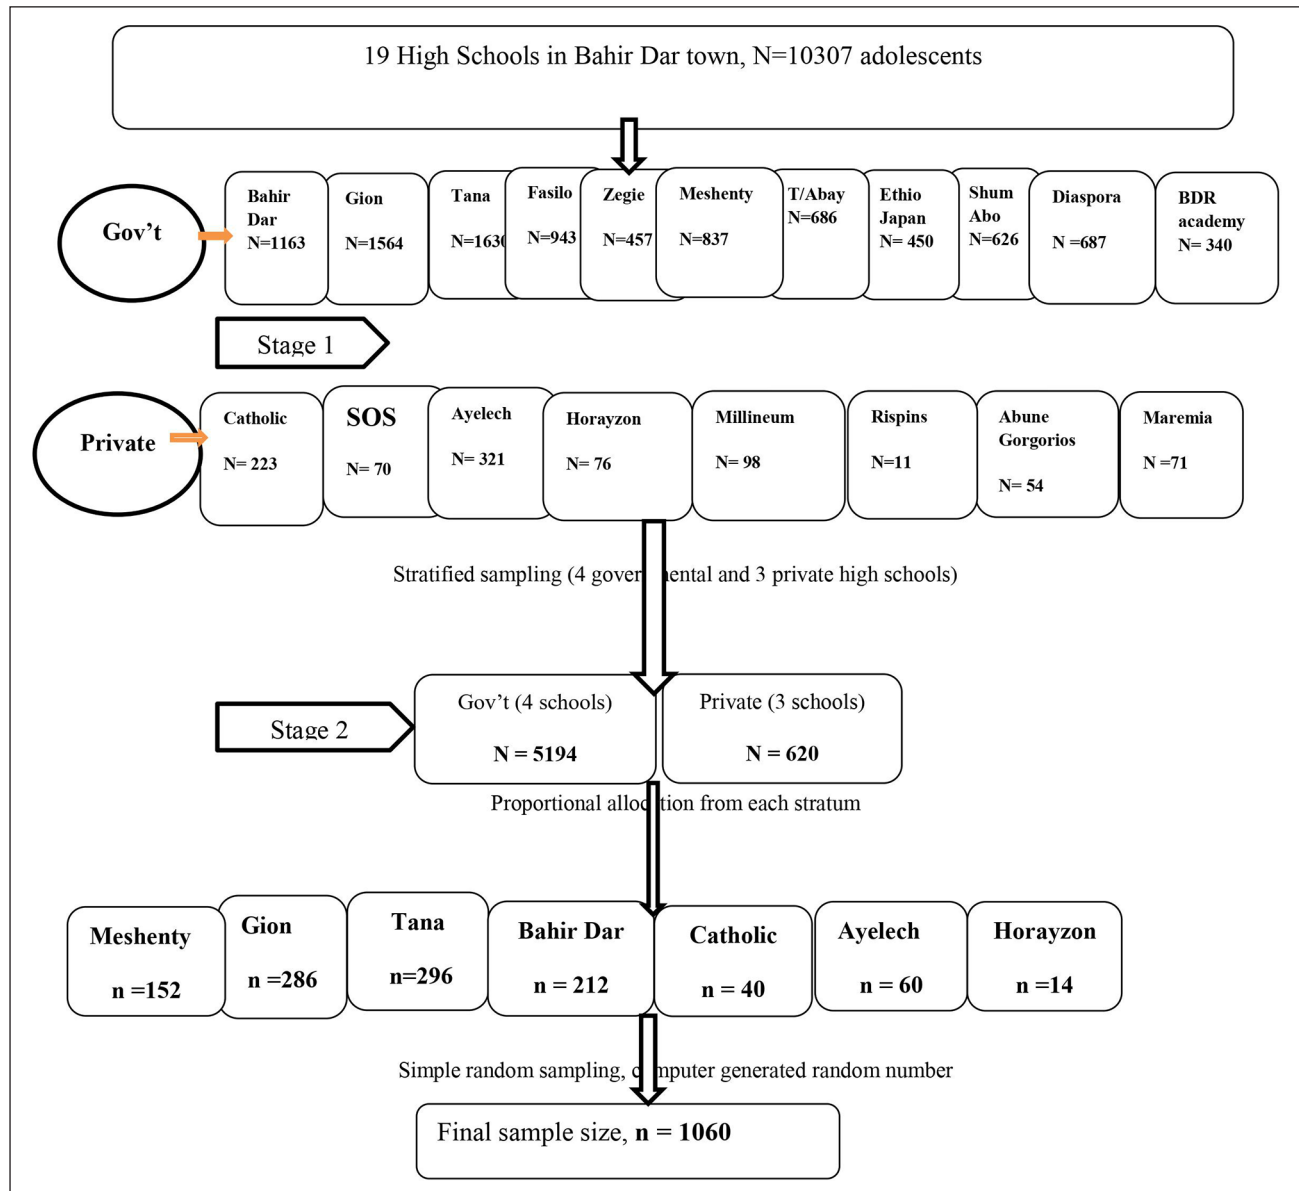 19 High Schools in Bahir Dar town, N=10307 adolescents
Gov't
Bahir
Dar
N=1163
Gion
N=1564
Tana
N=1630
Fasilo
N=943
Zegie
N=457
Meshenty
N=837
T/Abay
N=686
Ethio
Japan
N= 450
Shum
Abo
N=626
Diaspora
N =687
BDR
academy
N= 340
Stage 1
Private
Catholic
N= 223
SOS
N= 70
Ayelech
N= 321
Horayzon
N= 76
Millineum
N= 98
Rispins
N=11
Abune
Gorgorios
N= 54
Maremia
N =71
Stratified sampling (4 governmental and 3 private high schools)
Stage 2
Gov't (4 schools)
N = 5194
Private (3 schools)
N = 620
Proportional allocation from each stratum
Meshenty
n =152
Gion
n =286
Tana
n=296
Bahir Dar
n = 212
Catholic
n = 40
Ayelech
n = 60
Horayzon
n =14
Simple random sampling, computer generated random number
Final sample size, n = 1060